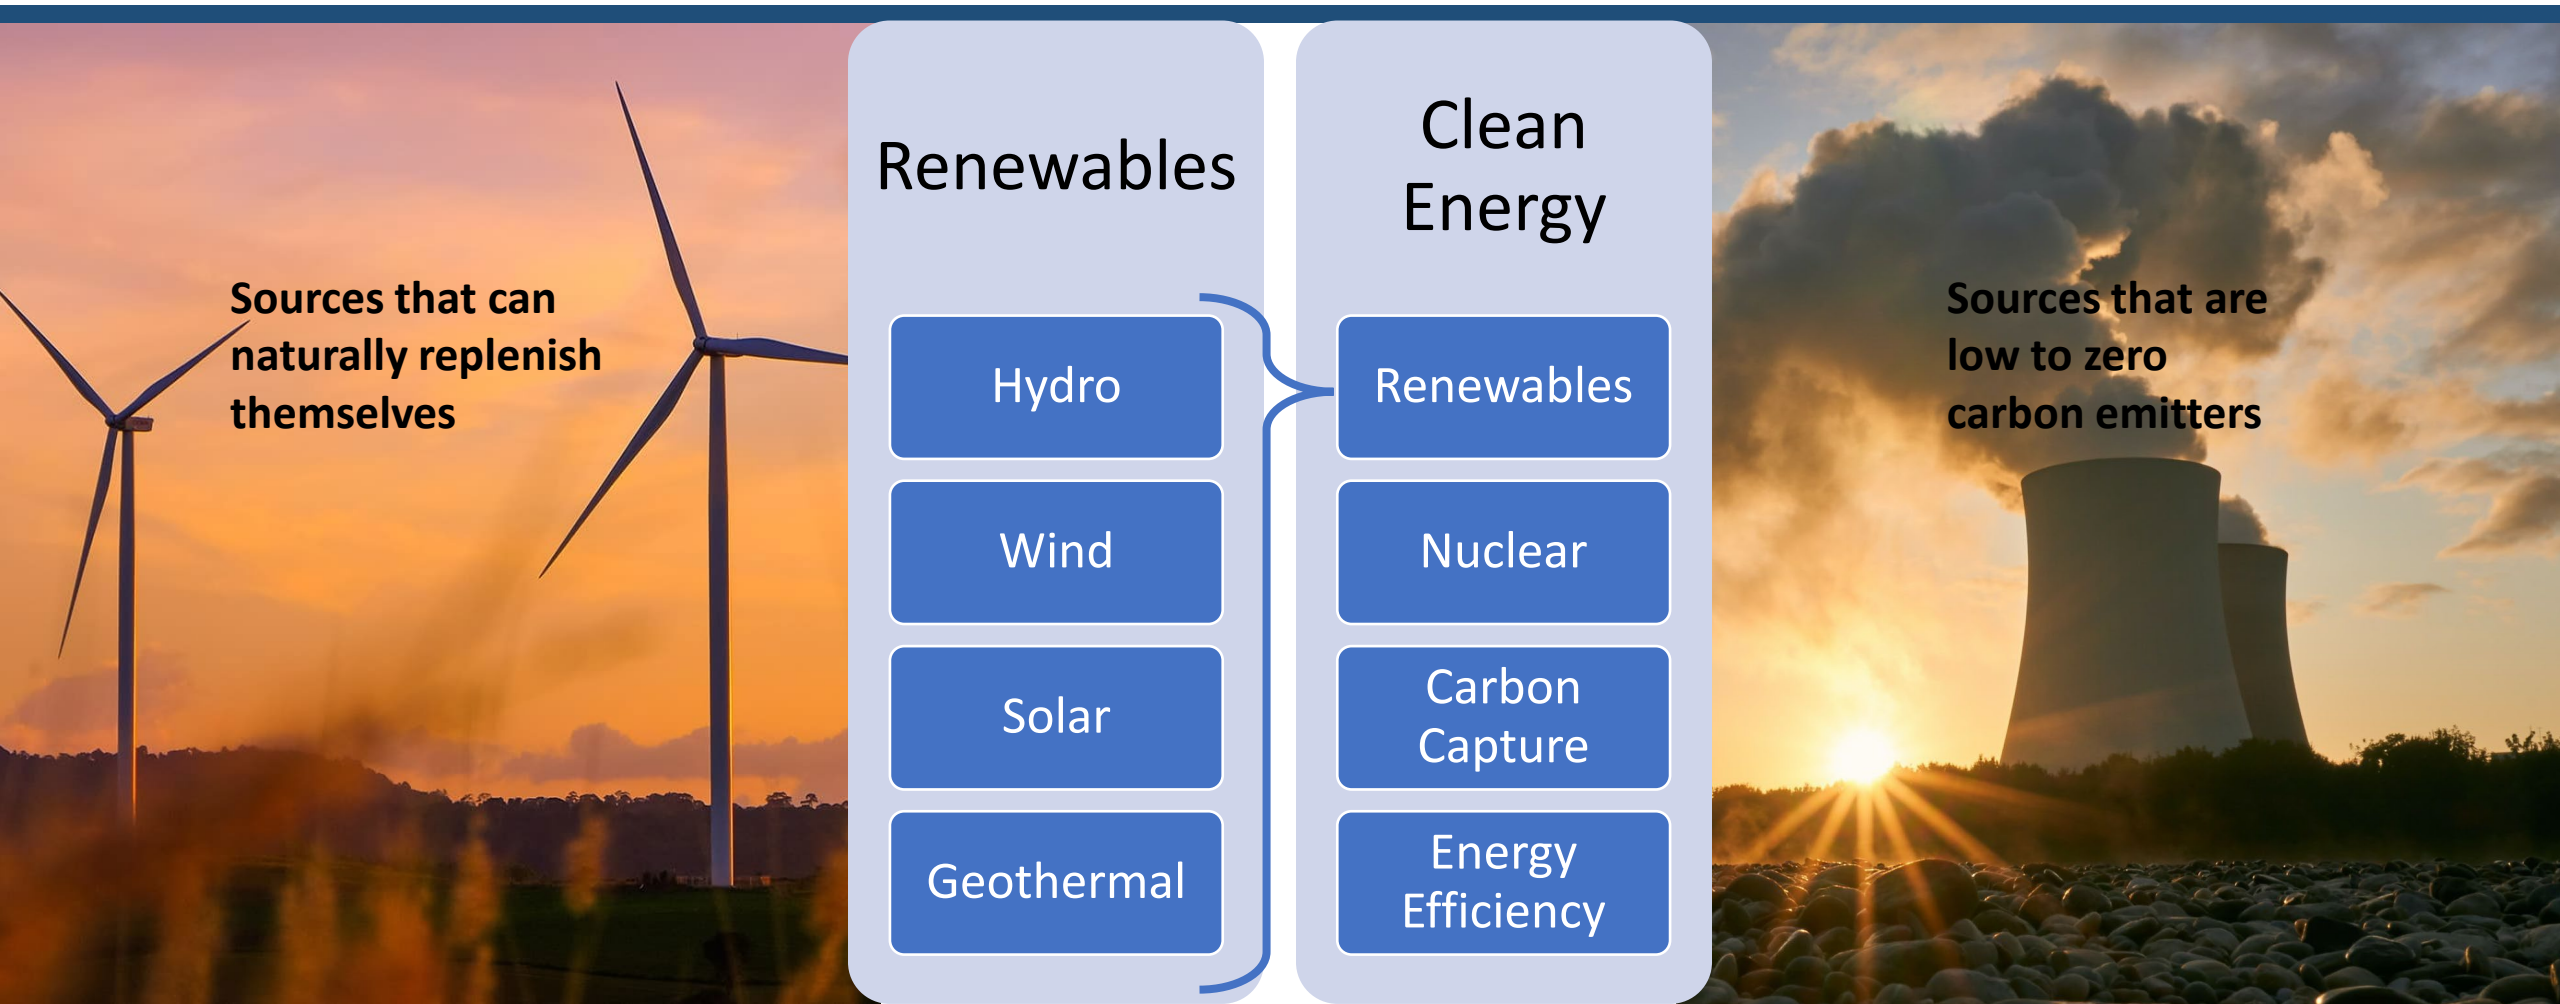 Sources that can
naturally replenish
themselves
Renewables
Hydro
Wind
Solar
Geothermal
Clean
Energy
Renewables
Nuclear
Carbon
Capture
Energy
Efficiency
Sources that are
low to zero
carbon emitters